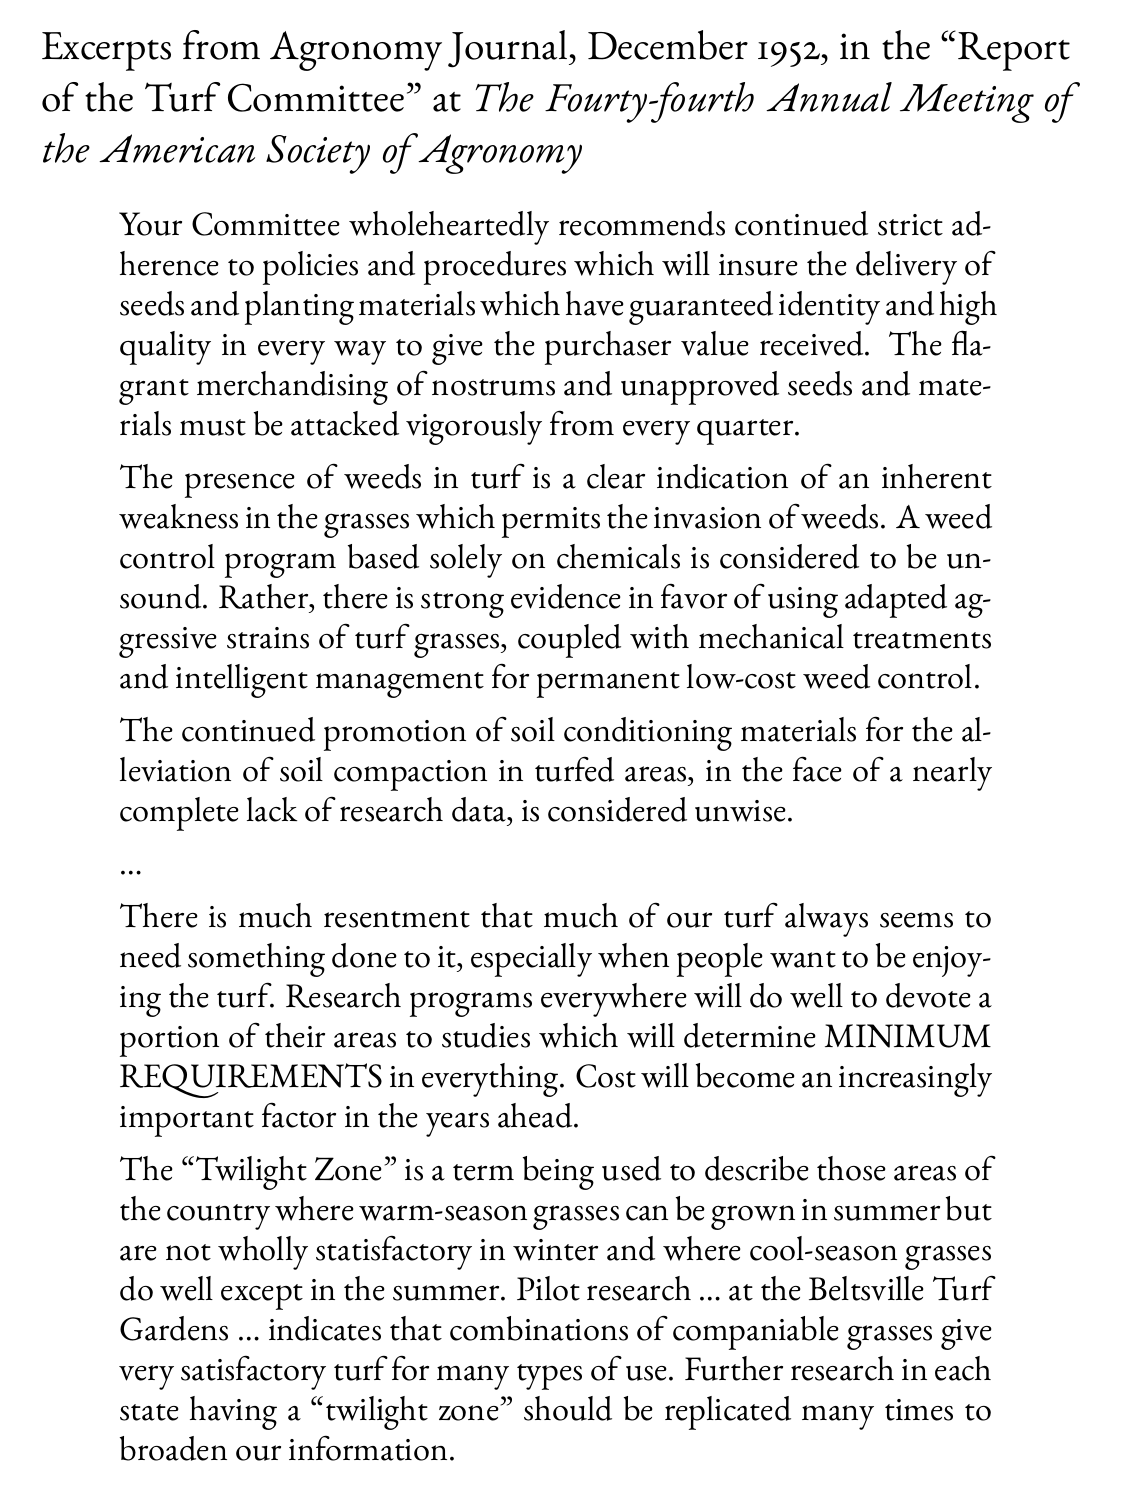 Excerpts from Agronomy Journal, December 1952, in the “Report
of the Turf Committee” at The Fourty-fourth Annual Meeting of
the American Society of Agronomy
Your Committee wholeheartedly recommends continued strict ad-
herence to policies and procedures which will insure the delivery of
seeds and planting materials which have guaranteed identity and high
quality in every way to give the purchaser value received. The fla-
grant merchandising of nostrums and unapproved seeds and mate-
rials must be attacked vigorously from every quarter.
The presence of weeds in turf is a clear indication of an inherent
weakness in the grasses which permits the invasion of weeds. A weed
control program based solely on chemicals is considered to be un-
sound. Rather, there is strong evidence in favor of using adapted ag-
gressive strains of turf grasses, coupled with mechanical treatments
and intelligent management for permanent low-cost weed control.
The continued promotion of soil conditioning materials for the al-
leviation of soil compaction in turfed areas, in the face of a nearly
complete lack of research data, is considered unwise.
...
There is much resentment that much of our turf always seems to
need something done to it, especially when people want to be enjoy-
ing the turf. Research programs everywhere will do well to devote a
portion of their areas to studies which will determine MINIMUM
REQUIREMENTS in everything. Cost will become an increasingly
important factor in the years ahead.
The “Twilight Zone” is a term being used to describe those areas of
the country where warm-season grasses can be grown in summer but
are not wholly statisfactory in winter and where cool-season grasses
do well except in the summer. Pilot research ... at the Beltsville Turf
Gardens ... indicates that combinations of companiable grasses give
very satisfactory turf for many types of use. Further research in each
state having a “twilight zone” should be replicated many times to
broaden our information.